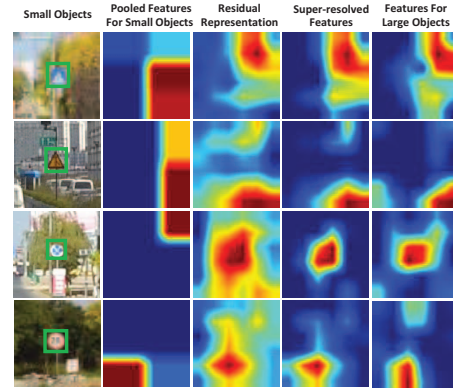 Small Objects
Pooled Features
For Small Objects
Residual
Representation
Super-resolved
Features
Features For
Large Objects